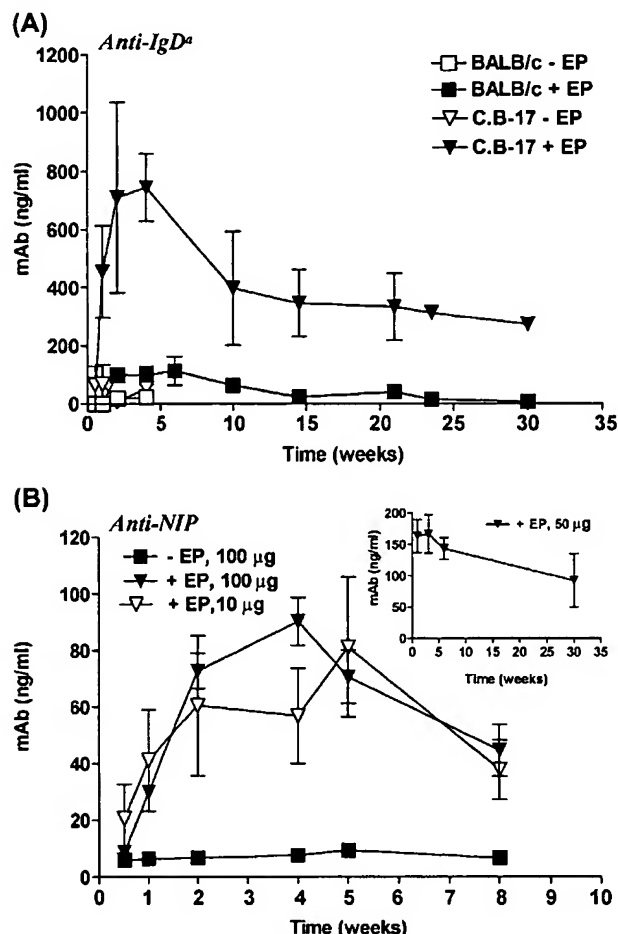 (A)
Anti-IgDᵃ
BALB/c - EP
BALB/c + EP
C.B-17 - EP
C.B-17 + EP
mAb (ng/ml)
1200
1000
800
600
400
200
100
0
0 5 10 15 20 25 30 35
Time (weeks)
(B)
Anti-NIP
- EP, 100 µg
+ EP, 100 µg
+ EP,10 µg
mAb (ng/ml)
120
100
80
60
40
20
0
0 1 2 3 4 5 6 7 8 9 10
Time (weeks)
+ EP, 50 µg
mAb (ng/ml)
200
150
100
50
0
0 5 10 15 20 25 30 35
Time (weeks)